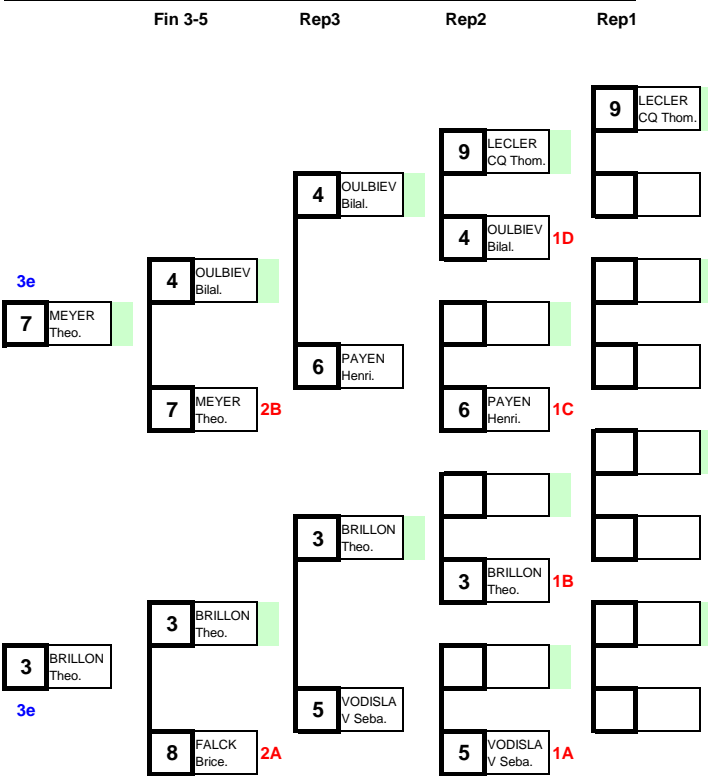 Fin 3-5 Rep3 Rep2 Rep1
9 LECLER
CQ Thom.
9 LECLER
CQ Thom.
4 OULBIEV
Bilal.
4 OULBIEV
Bilal. 1D
3e
4 OULBIEV
Bilal.
7 MEYER
Theo.
6 PAYEN
Henri.
7 MEYER
Theo. 2B
6 PAYEN
Henri. 1C
3 BRILLON
Theo.
3 BRILLON
Theo. 1B
3 BRILLON
Theo.
3 BRILLON
Theo.
3e
5 VODISLA
V Seba.
8 FALCK
Brice. 2A
5 VODISLA
V Seba. 1A